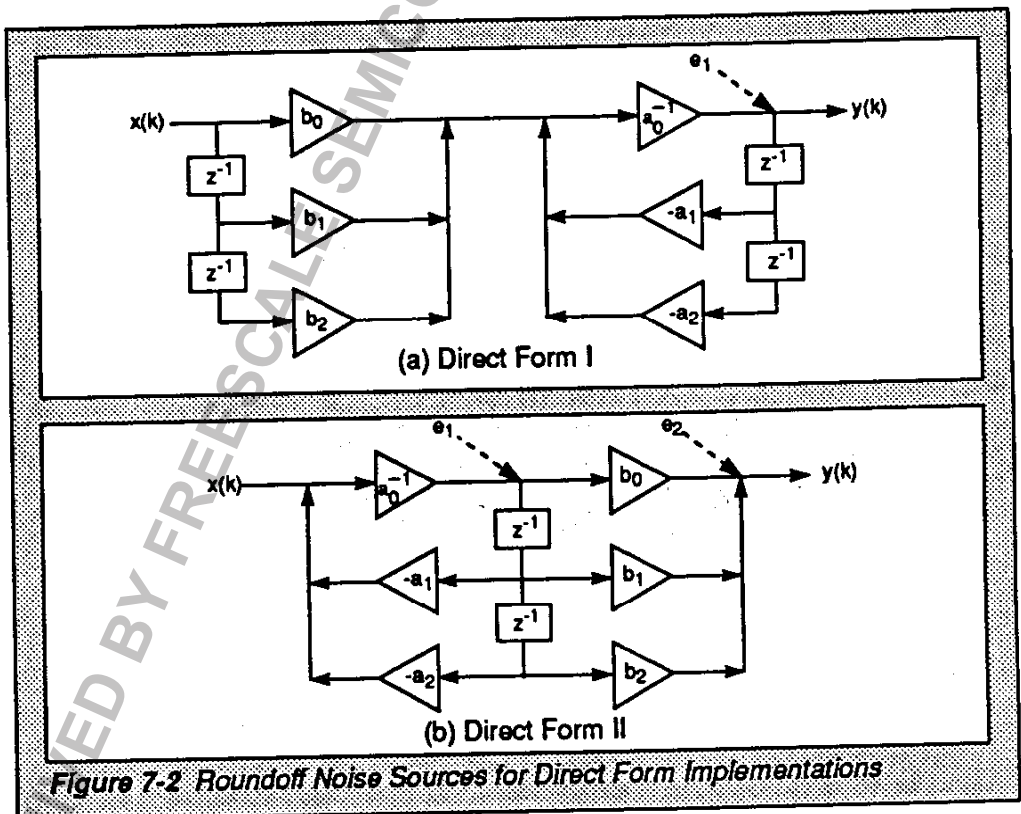 e₁
x(k)
b₀
a₀⁻¹
y(k)
z⁻¹
z⁻¹
b₁
-a₁
z⁻¹
z⁻¹
b₂
-a₂
(a) Direct Form I
e₁
e₂
x(k)
a₀⁻¹
b₀
y(k)
z⁻¹
-a₁
b₁
z⁻¹
-a₂
b₂
(b) Direct Form II
Figure 7-2 Roundoff Noise Sources for Direct Form Implementations
BY FREESCALE